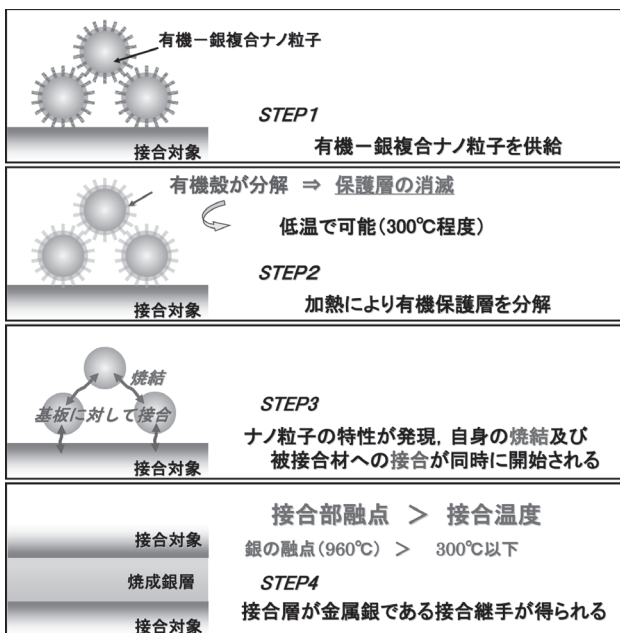 有機－銀複合ナノ粒子
STEP1
有機－銀複合ナノ粒子を供給
接合対象
有機殻が分解 ⇒ 保護層の消滅
低温で可能(300℃程度)
STEP2
加熱により有機保護層を分解
接合対象
焼結
基板に対して接合
STEP3
ナノ粒子の特性が発現，自身の焼結及び
被接合材への接合が同時に開始される
接合対象
接合部融点 ＞ 接合温度
接合対象
銀の融点(960℃) ＞ 300℃以下
焼成銀層
STEP4
接合層が金属銀である接合継手が得られる
接合対象